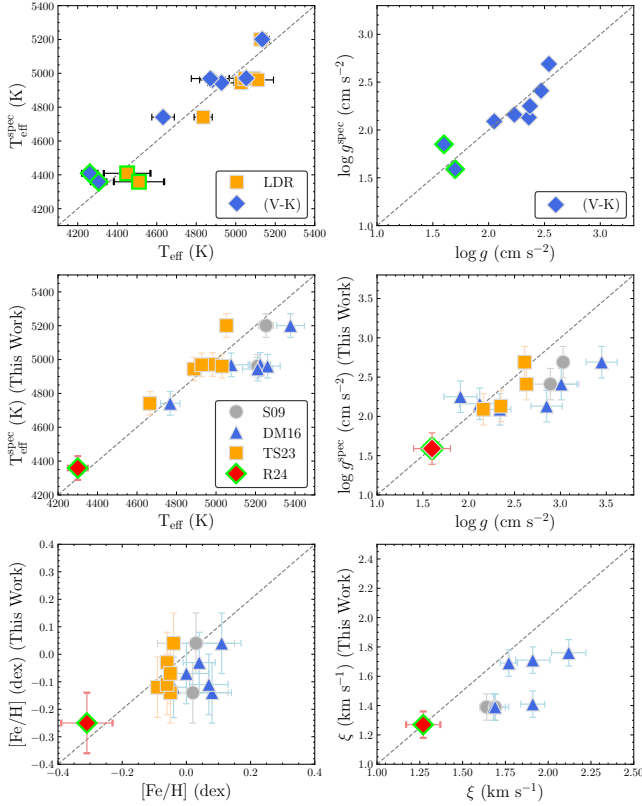 5400
5200
5000
4800
4600
4400
4200
T_eff^spec (K)
4200 4400 4600 4800 5000 5200 5400
T_eff (K)
LDR
(V-K)
3.0
2.5
2.0
1.5
1.0
log g^spec (cm s⁻²)
1.0 1.5 2.0 2.5 3.0
log g (cm s⁻²)
(V-K)
5400
5200
5000
4800
4600
4400
4200
T_eff^spec (K) (This Work)
4200 4400 4600 4800 5000 5200 5400
T_eff (K)
S09
DM16
TS23
R24
3.5
3.0
2.5
2.0
1.5
1.0
log g^spec (cm s⁻²) (This Work)
1.0 1.5 2.0 2.5 3.0 3.5
log g (cm s⁻²)
0.4
0.3
0.2
0.1
0.0
−0.1
−0.2
−0.3
−0.4
[Fe/H] (dex) (This Work)
−0.4 −0.2 0.0 0.2 0.4
[Fe/H] (dex)
2.4
2.2
2.0
1.8
1.6
1.4
1.2
1.0
ξ (km s⁻¹) (This Work)
1.00 1.25 1.50 1.75 2.00 2.25 2.50
ξ (km s⁻¹)